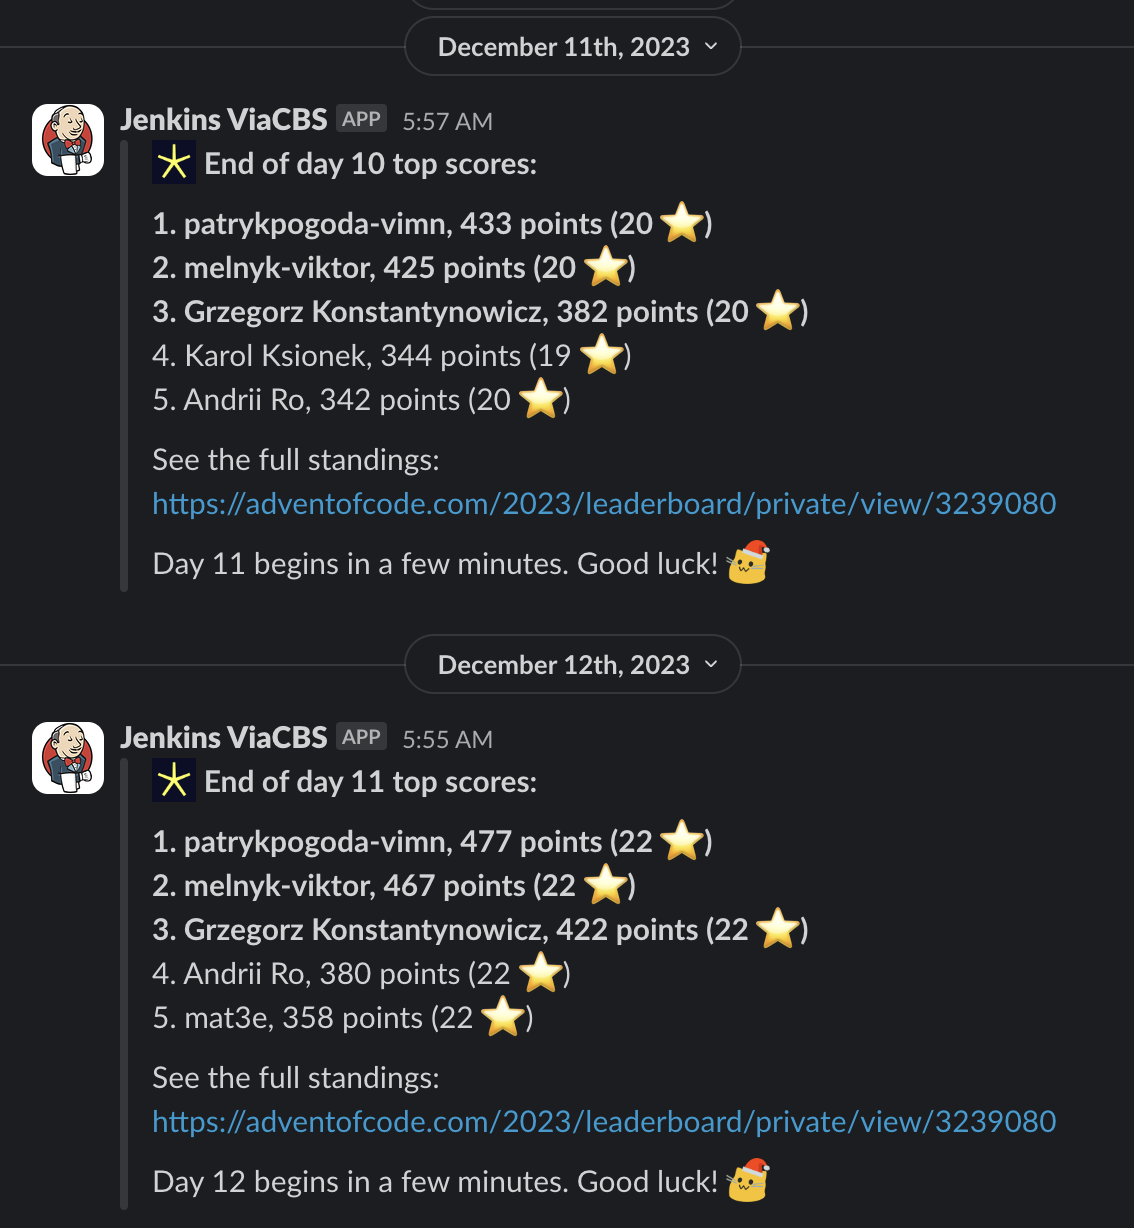 December 11th, 2023
Jenkins ViaCBS APP 5:57 AM
End of day 10 top scores:
1. patrykpogoda-vimn, 433 points (20 ⭐)
2. melnyk-viktor, 425 points (20 ⭐)
3. Grzegorz Konstantynowicz, 382 points (20 ⭐)
4. Karol Ksionek, 344 points (19 ⭐)
5. Andrii Ro, 342 points (20 ⭐)
See the full standings:
https://adventofcode.com/2023/leaderboard/private/view/3239080
Day 11 begins in a few minutes. Good luck!
December 12th, 2023
Jenkins ViaCBS APP 5:55 AM
End of day 11 top scores:
1. patrykpogoda-vimn, 477 points (22 ⭐)
2. melnyk-viktor, 467 points (22 ⭐)
3. Grzegorz Konstantynowicz, 422 points (22 ⭐)
4. Andrii Ro, 380 points (22 ⭐)
5. mat3e, 358 points (22 ⭐)
See the full standings:
https://adventofcode.com/2023/leaderboard/private/view/3239080
Day 12 begins in a few minutes. Good luck!